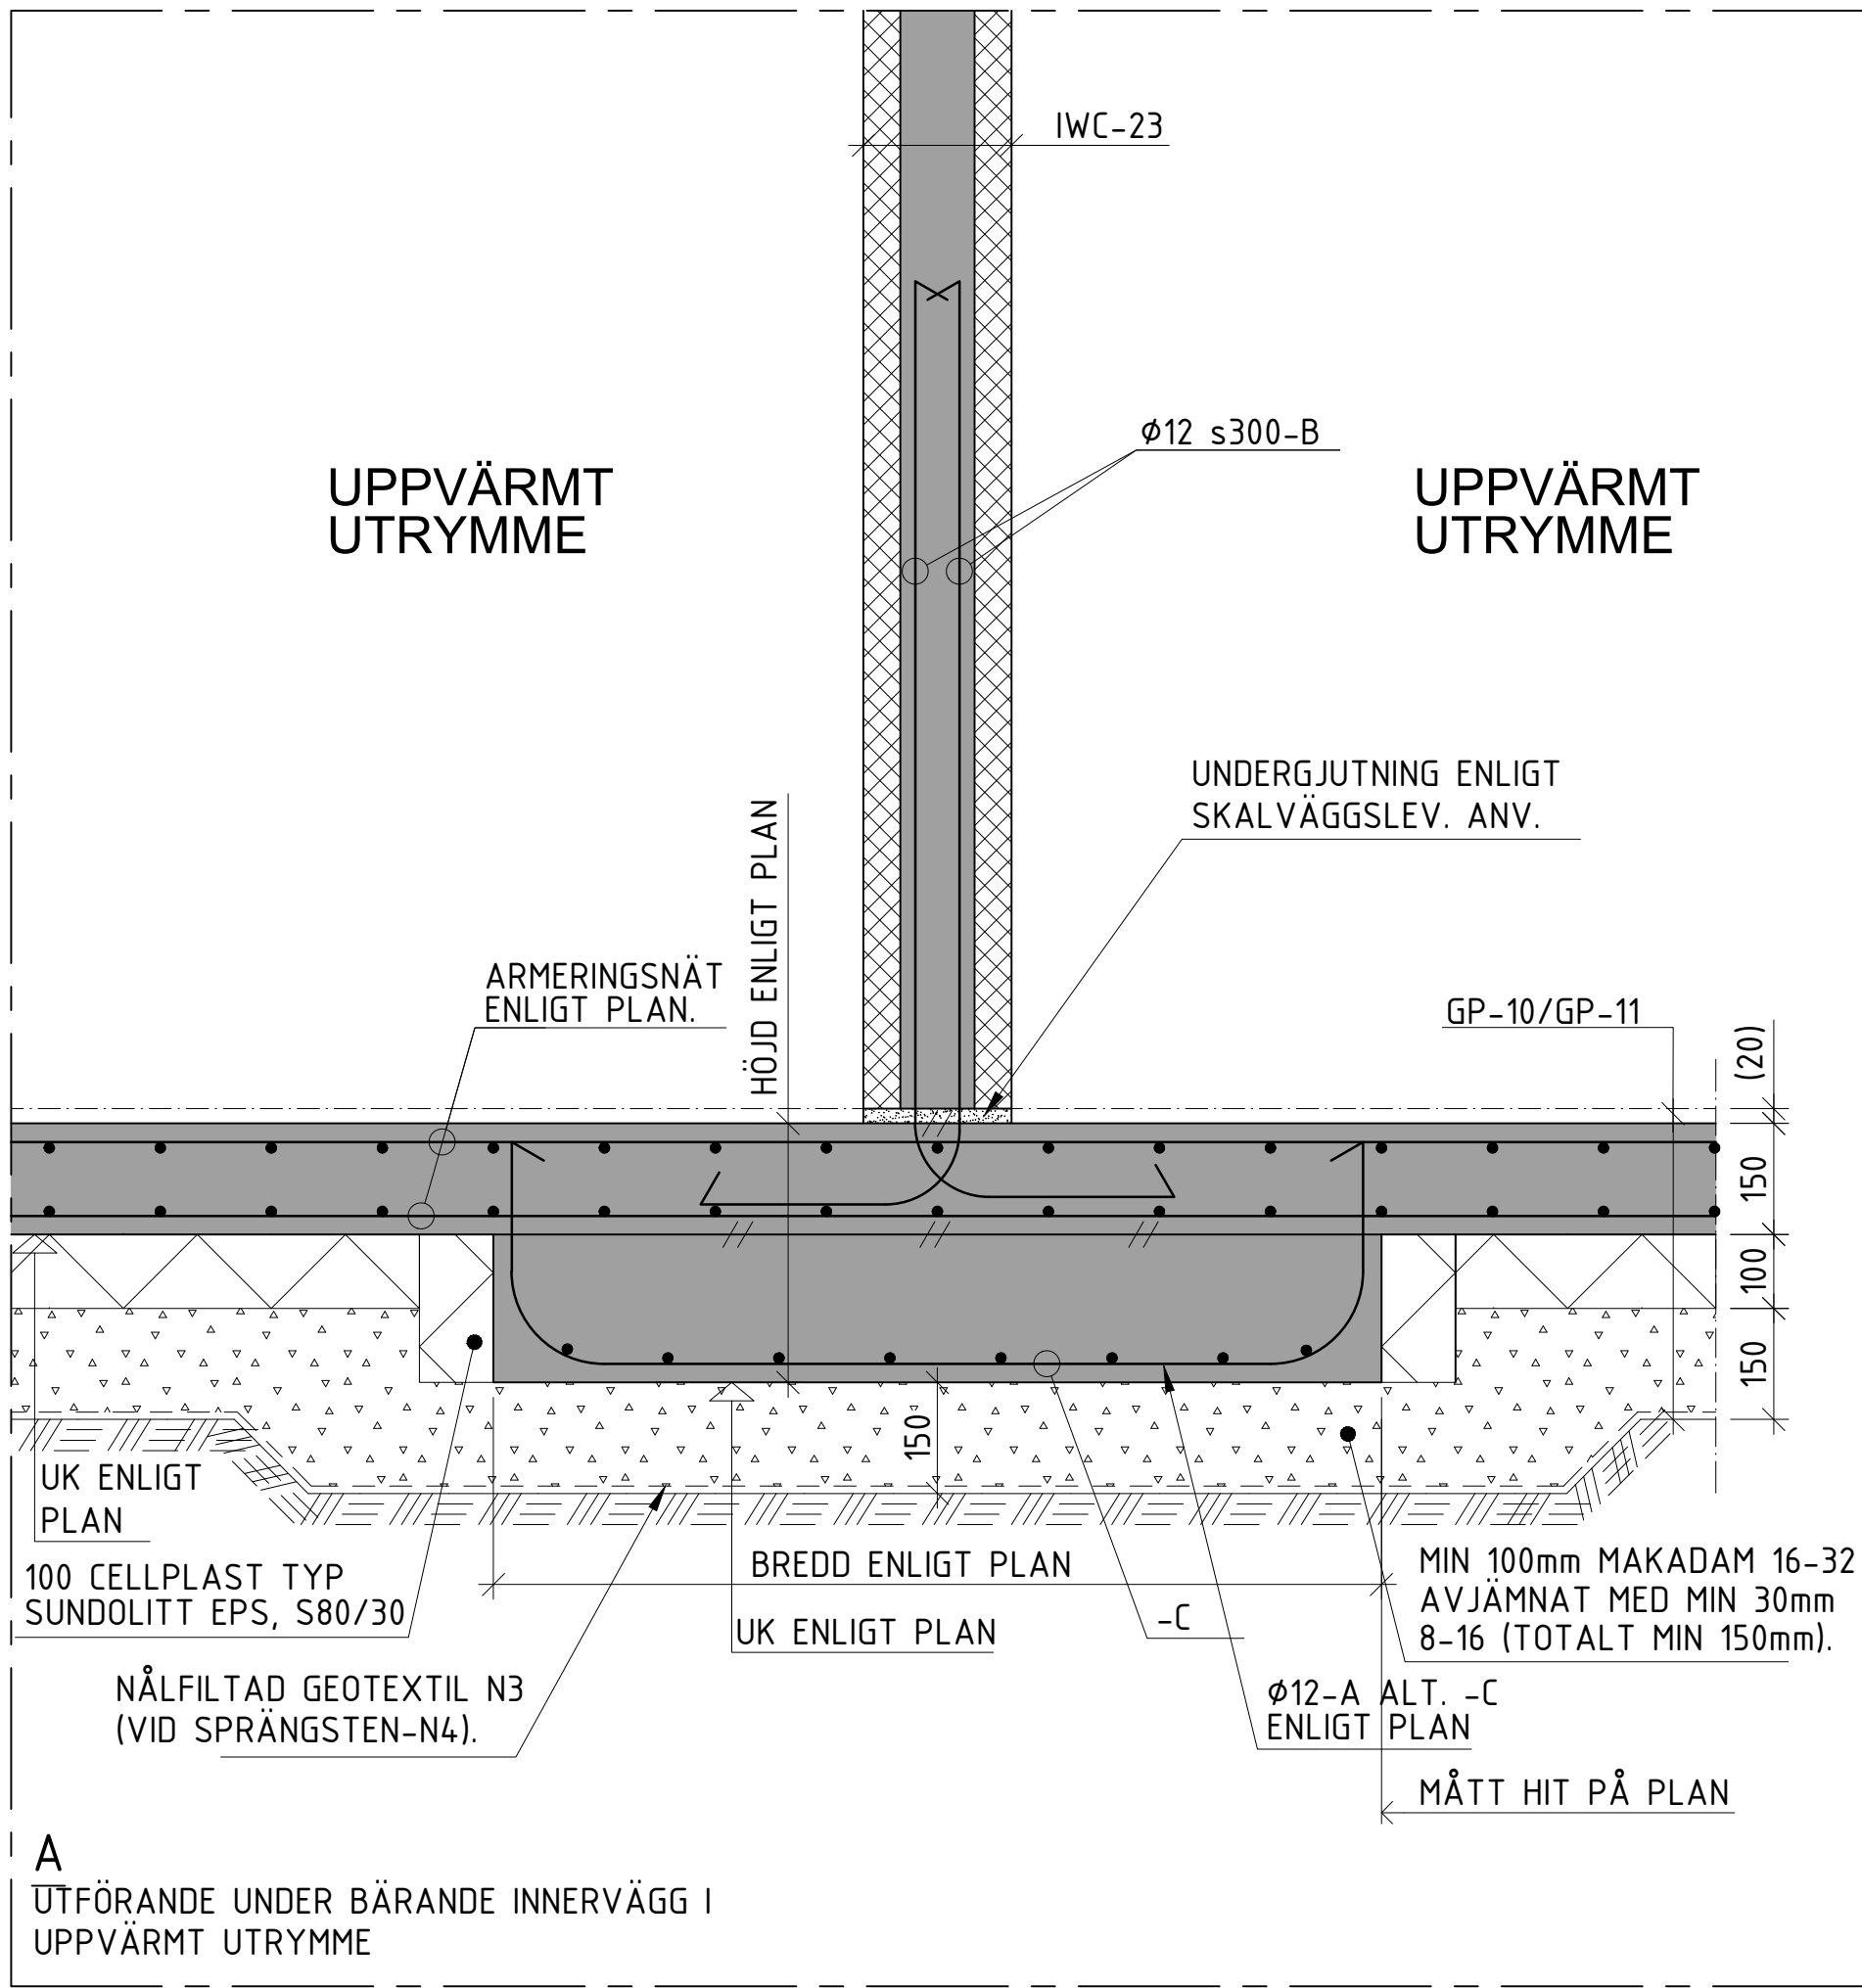 IWC-23
Ø12 s300-B
UPPVÄRMT
UTRYMME
UPPVÄRMT
UTRYMME
UNDERGJUTNING ENLIGT
SKALVÄGGSLEV. ANV.
HÖJD ENLIGT PLAN
ARMERINGSNÄT
ENLIGT PLAN.
GP-10/GP-11
(20)
150
100
150
150
UK ENLIGT
PLAN
100 CELLPLAST TYP
SUNDOLITT EPS, S80/30
BREDD ENLIGT PLAN
UK ENLIGT PLAN
-C
MIN 100mm MAKADAM 16-32
AVJÄMNAT MED MIN 30mm
8-16 (TOTALT MIN 150mm).
NÅLFILTAD GEOTEXTIL N3
(VID SPRÄNGSTEN-N4).
Ø12-A ALT. -C
ENLIGT PLAN
MÅTT HIT PÅ PLAN
A
UTFÖRANDE UNDER BÄRANDE INNERVÄGG I
UPPVÄRMT UTRYMME